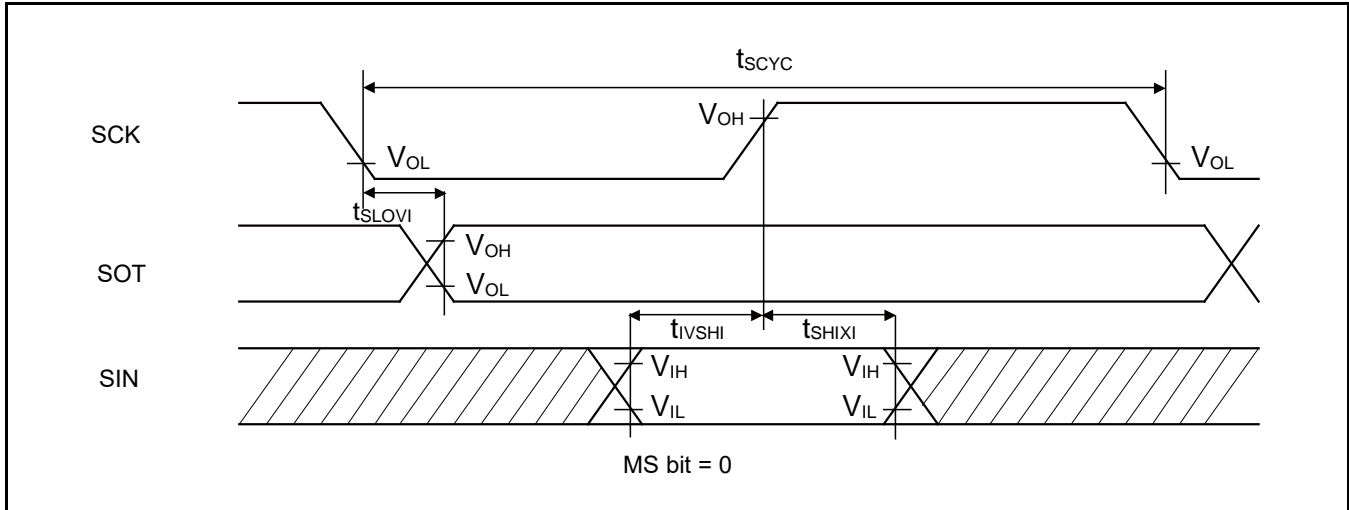 tSCYC
SCK
VOH
VOL
VOL
tSLOVI
SOT
VOH
VOL
tIVSHI
tSHIXI
SIN
VIH
VIH
VIL
VIL
MS bit = 0